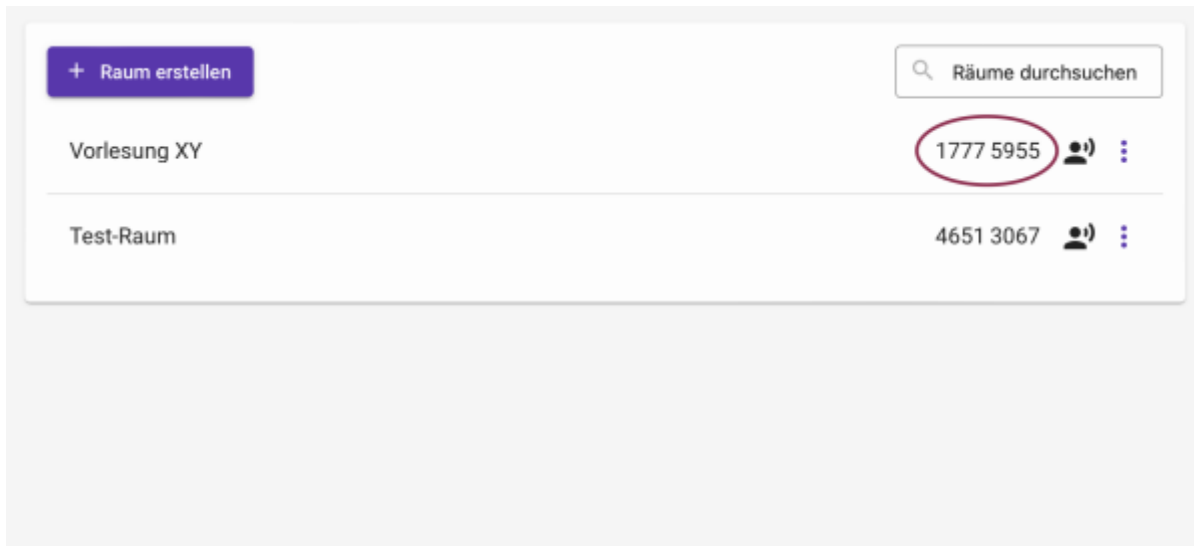 + Raum erstellen
Räume durchsuchen
Vorlesung XY 1777 5955
Test-Raum 4651 3067